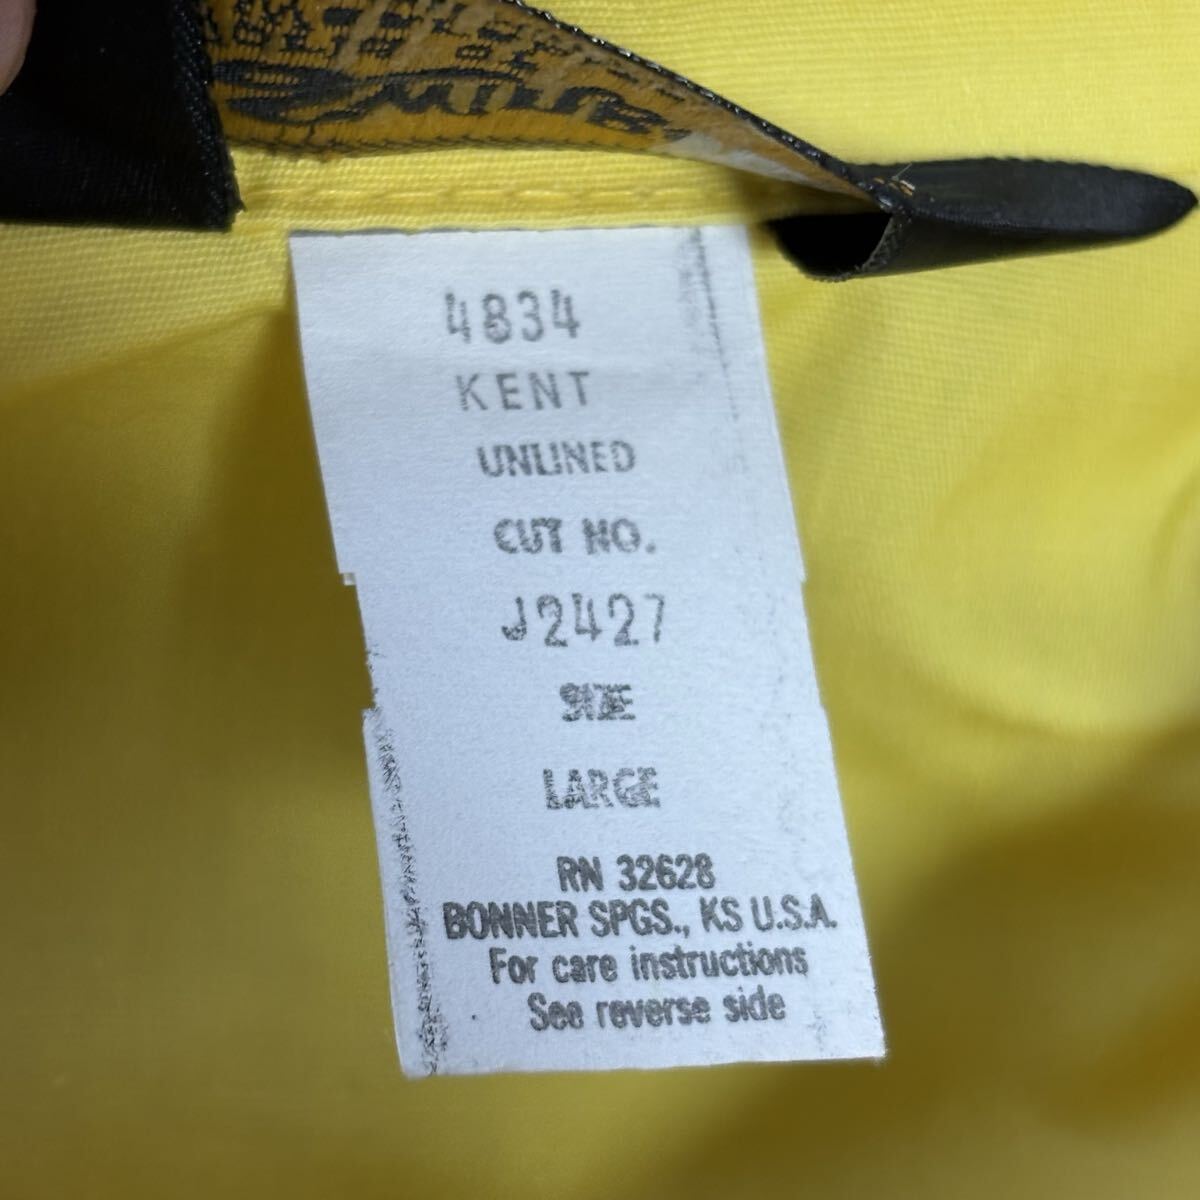 4834
KENT
UNLINED
CUT NO.
J2427
SIZE
LARGE
RN 32628
BONNER SPGS., KS U.S.A.
For care instructions
See reverse side